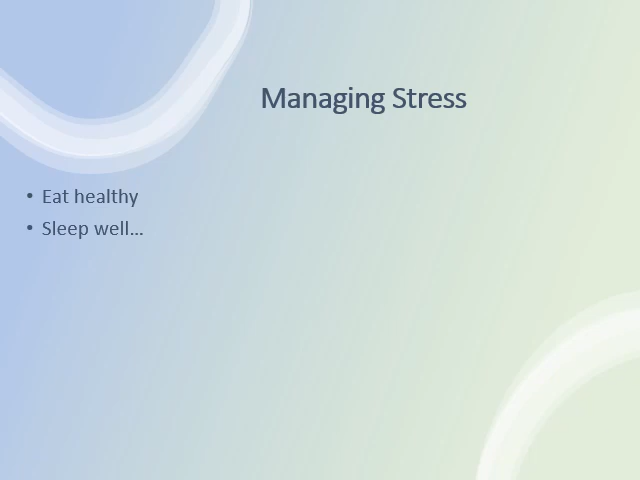 Managing Stress
• Eat healthy
• Sleep well…